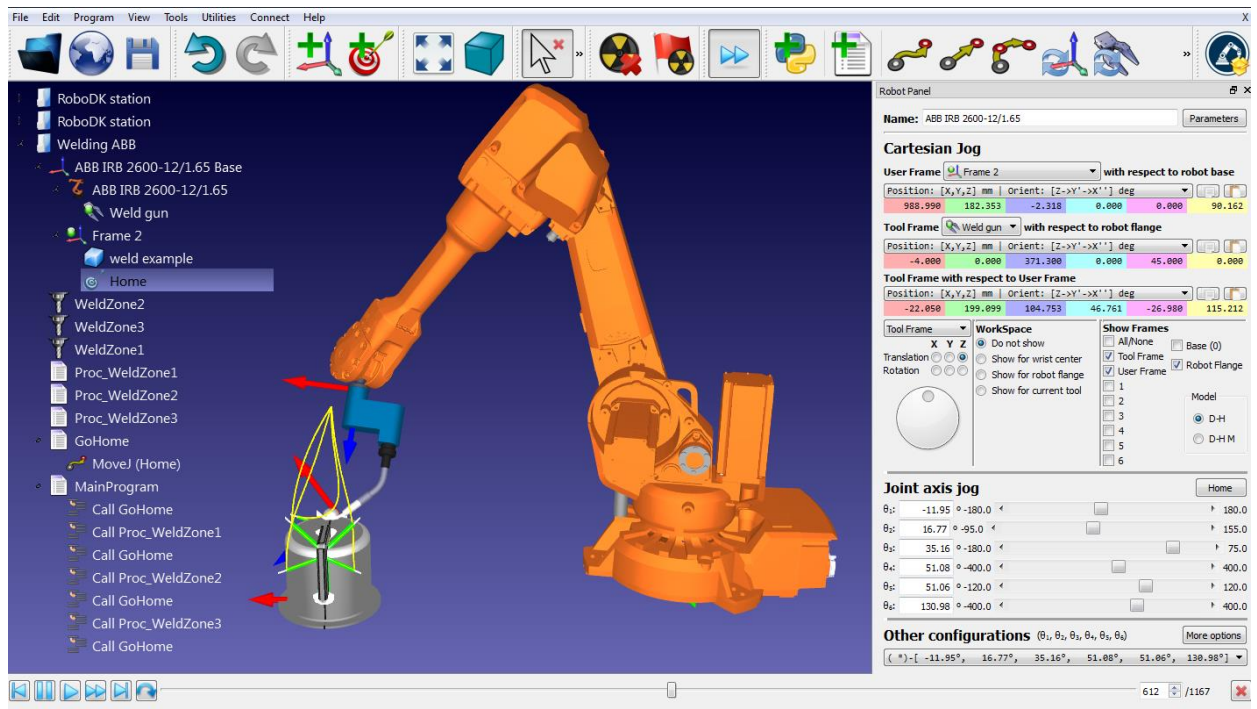 File Edit Program View Tools Utilities Connect Help X
» »
RoboDK station
RoboDK station
Welding ABB
ABB IRB 2600-12/1.65 Base
ABB IRB 2600-12/1.65
Weld gun
Frame 2
weld example
Home
WeldZone2
WeldZone3
WeldZone1
Proc_WeldZone1
Proc_WeldZone2
Proc_WeldZone3
GoHome
MoveJ (Home)
MainProgram
Call GoHome
Call Proc_WeldZone1
Call GoHome
Call Proc_WeldZone2
Call GoHome
Call Proc_WeldZone3
Call GoHome
Robot Panel
Name: ABB IRB 2600-12/1.65 Parameters
Cartesian Jog
User Frame Frame 2 with respect to robot base
Position: [X,Y,Z] mm | Orient: [Z->Y'->X''] deg
988.990 182.353 -2.318 0.000 0.000 90.162
Tool Frame Weld gun with respect to robot flange
Position: [X,Y,Z] mm | Orient: [Z->Y'->X''] deg
-4.000 0.000 371.300 0.000 45.000 0.000
Tool Frame with respect to User Frame
Position: [X,Y,Z] mm | Orient: [Z->Y'->X''] deg
-22.050 199.099 104.753 46.761 -26.980 115.212
Tool Frame
X Y Z
Translation
Rotation
WorkSpace
Do not show
Show for wrist center
Show for robot flange
Show for current tool
Show Frames
All/None Base (0)
Tool Frame Robot Flange
User Frame
1
2
3
4
5
6
Model
D-H
D-H M
Joint axis jog Home
θ₁: -11.95 º -180.0 180.0
θ₂: 16.77 º -95.0 155.0
θ₃: 35.16 º -180.0 75.0
θ₄: 51.08 º -400.0 400.0
θ₅: 51.06 º -120.0 120.0
θ₆: 130.98 º -400.0 400.0
Other configurations (θ₁, θ₂, θ₃, θ₄, θ₅, θ₆) More options
( *)-[ -11.95°, 16.77°, 35.16°, 51.08°, 51.06°, 130.98°]
612 /1167